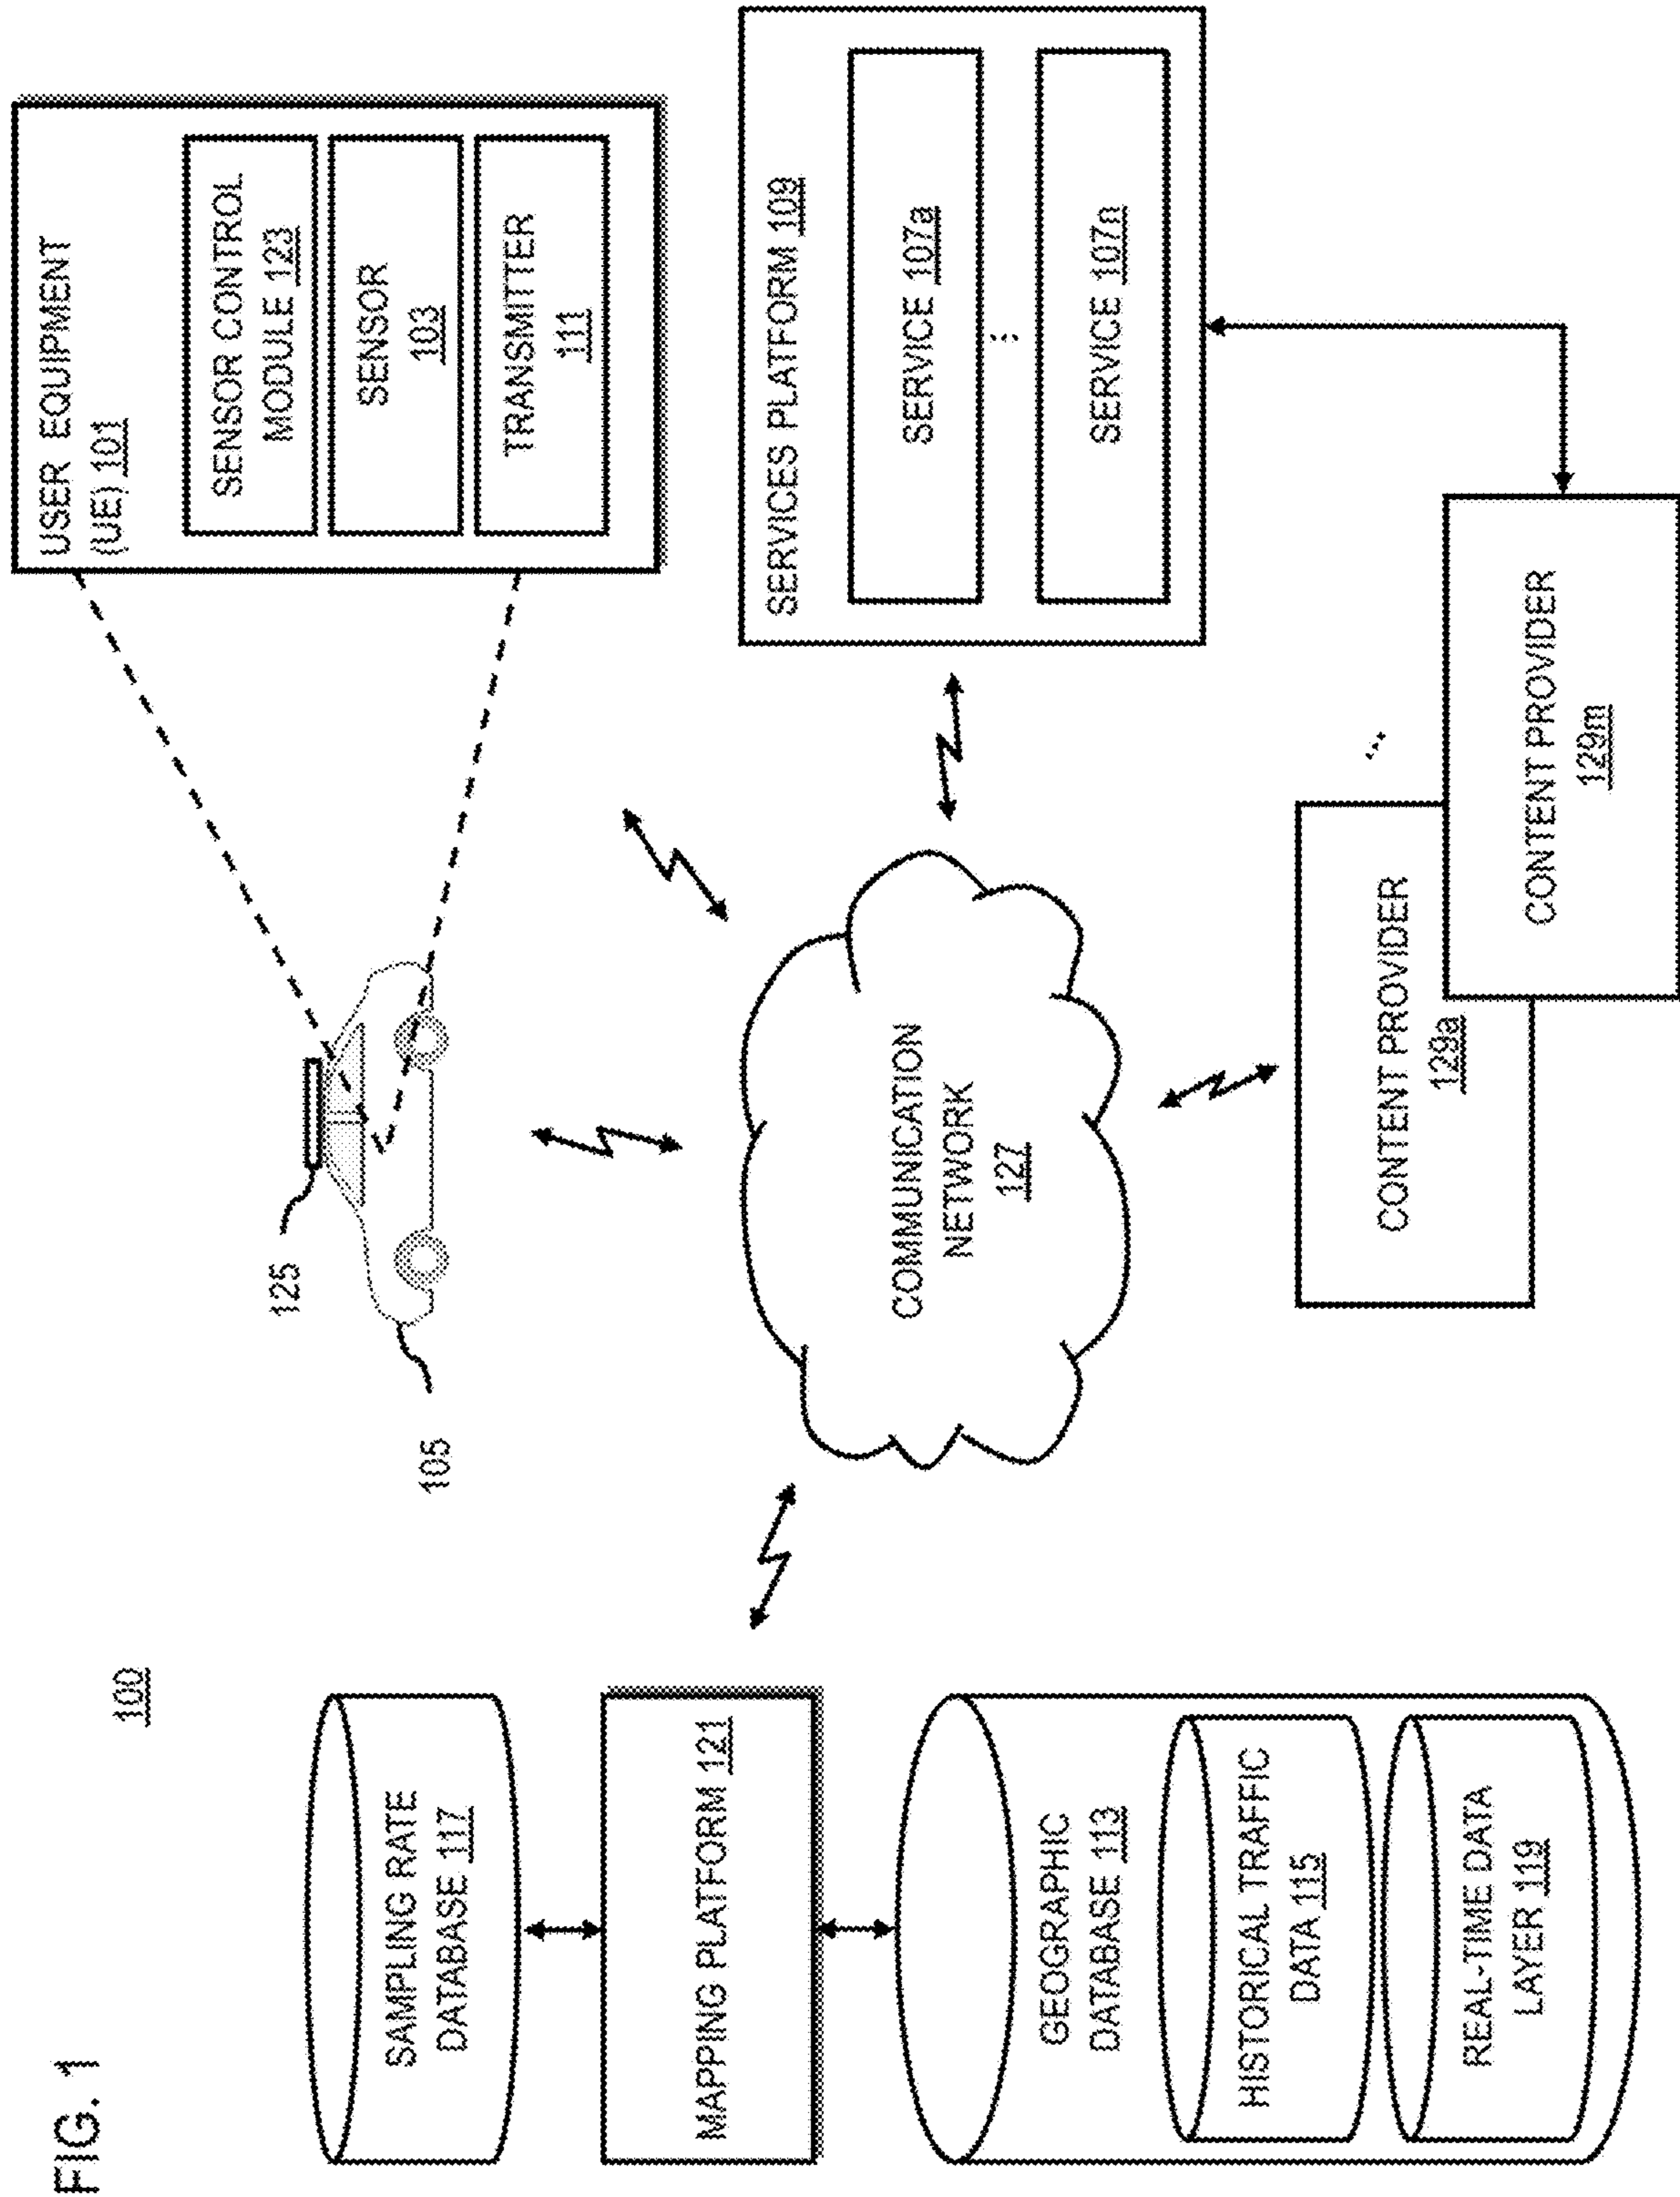 FIG. 1
100
SAMPLING RATE
DATABASE 117
MAPPING PLATFORM 121
GEOGRAPHIC
DATABASE 113
HISTORICAL TRAFFIC
DATA 115
REAL-TIME DATA
LAYER 119
125
105
COMMUNICATION
NETWORK
127
USER EQUIPMENT
(UE) 101
SENSOR CONTROL
MODULE 123
SENSOR
103
TRANSMITTER
111
SERVICES PLATFORM 109
SERVICE 107a
...
SERVICE 107n
CONTENT PROVIDER
129a
...
CONTENT PROVIDER
129m